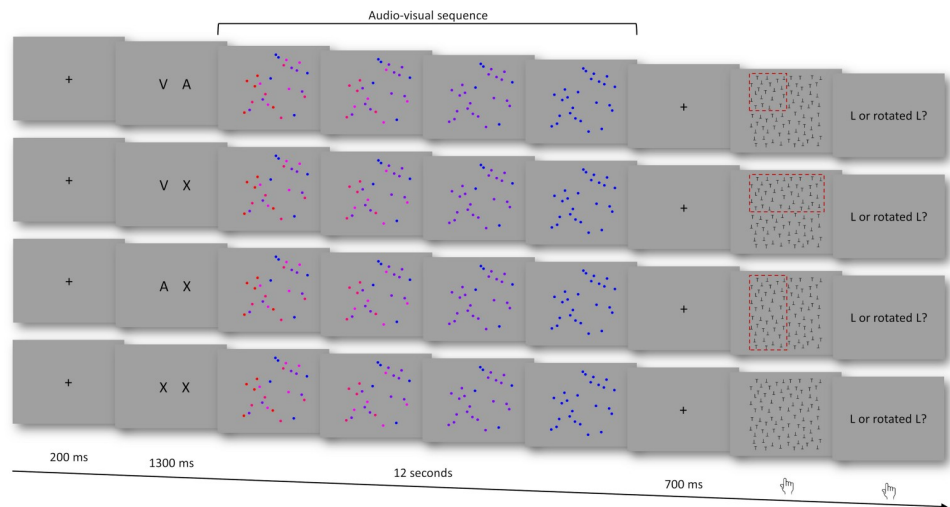 Audio-visual sequence
+
V A
+
L or rotated L?
+
V X
L or rotated L?
+
A X
+
L or rotated L?
+
X X
+
L or rotated L?
200 ms
1300 ms
12 seconds
700 ms